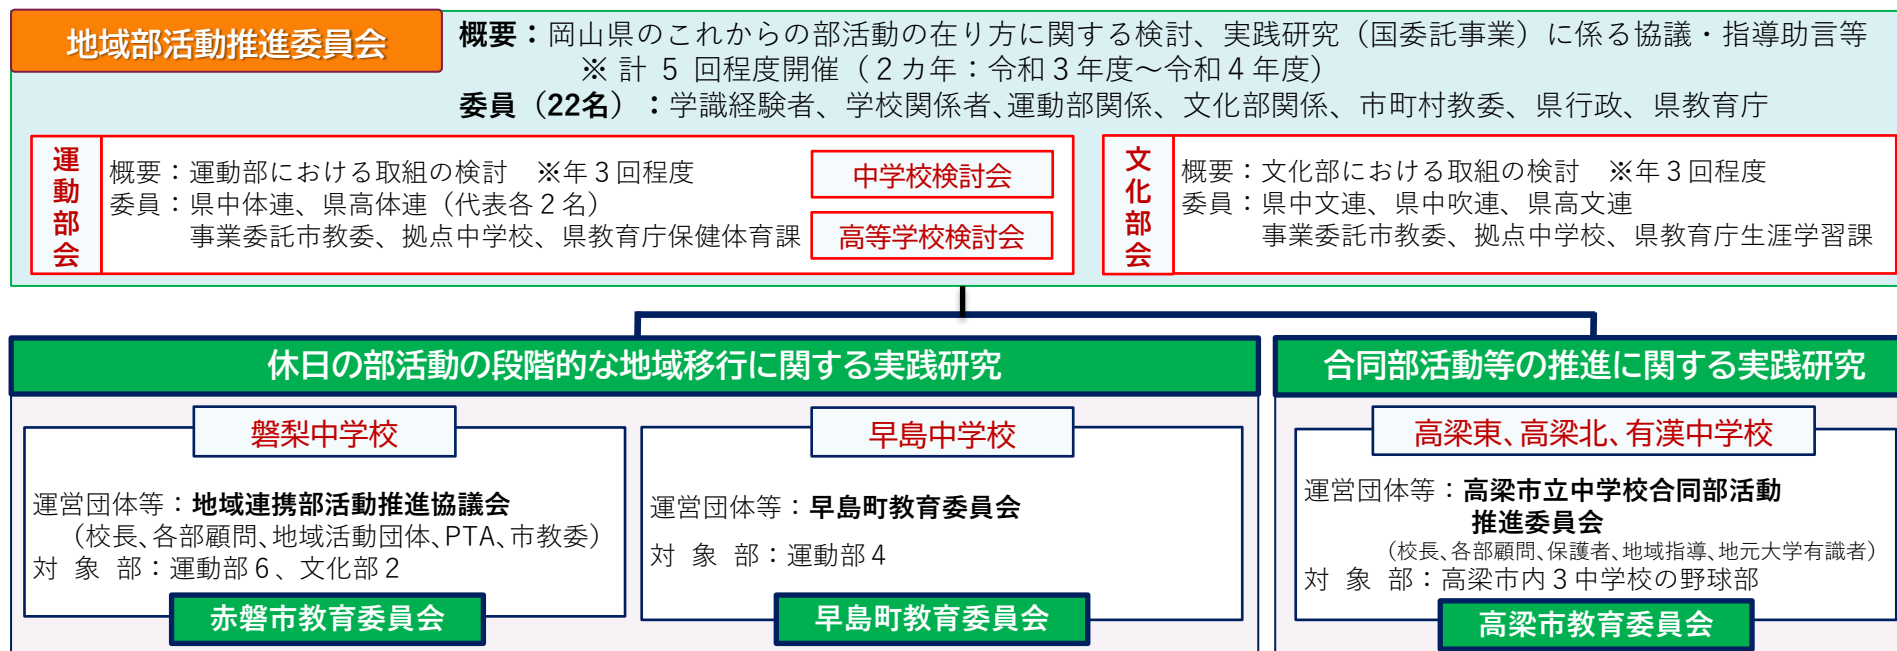 地域部活動推進委員会
概要：岡山県のこれからの部活動の在り方に関する検討、実践研究（国委託事業）に係る協議・指導助言等
※ 計 5 回程度開催（２カ年：令和３年度～令和４年度）
委員（22名）：学識経験者、学校関係者、運動部関係、文化部関係、市町村教委、県行政、県教育庁
運動部会
概要：運動部における取組の検討　※年３回程度
委員：県中体連、県高体連（代表各２名）
事業委託市教委、拠点中学校、県教育庁保健体育課
中学校検討会
高等学校検討会
文化部会
概要：文化部における取組の検討　※年３回程度
委員：県中文連、県中吹連、県高文連
事業委託市教委、拠点中学校、県教育庁生涯学習課
休日の部活動の段階的な地域移行に関する実践研究
磐梨中学校
運営団体等：地域連携部活動推進協議会
（校長、各部顧問、地域活動団体、PTA、市教委）
対 象 部：運動部６、文化部２
赤磐市教育委員会
早島中学校
運営団体等：早島町教育委員会
対 象 部：運動部４
早島町教育委員会
合同部活動等の推進に関する実践研究
高梁東、高梁北、有漢中学校
運営団体等：高梁市立中学校合同部活動
推進委員会
（校長、各部顧問、保護者、地域指導、地元大学有識者）
対 象 部：高梁市内３中学校の野球部
高梁市教育委員会